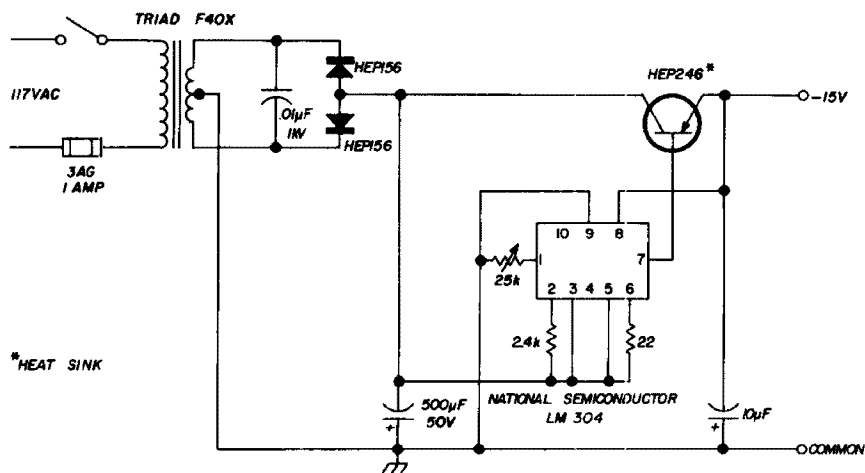 TRIAD F40X
117VAC
3AG
1 AMP
.01µF
1KV
HEP156
HEP156
HEP246*
-15V
10 9 8
1
7
25k
2 3 4 5 6
2.4k
22
*HEAT SINK
500µF
50V
+
NATIONAL SEMICONDUCTOR
LM 304
10µF
+
COMMON